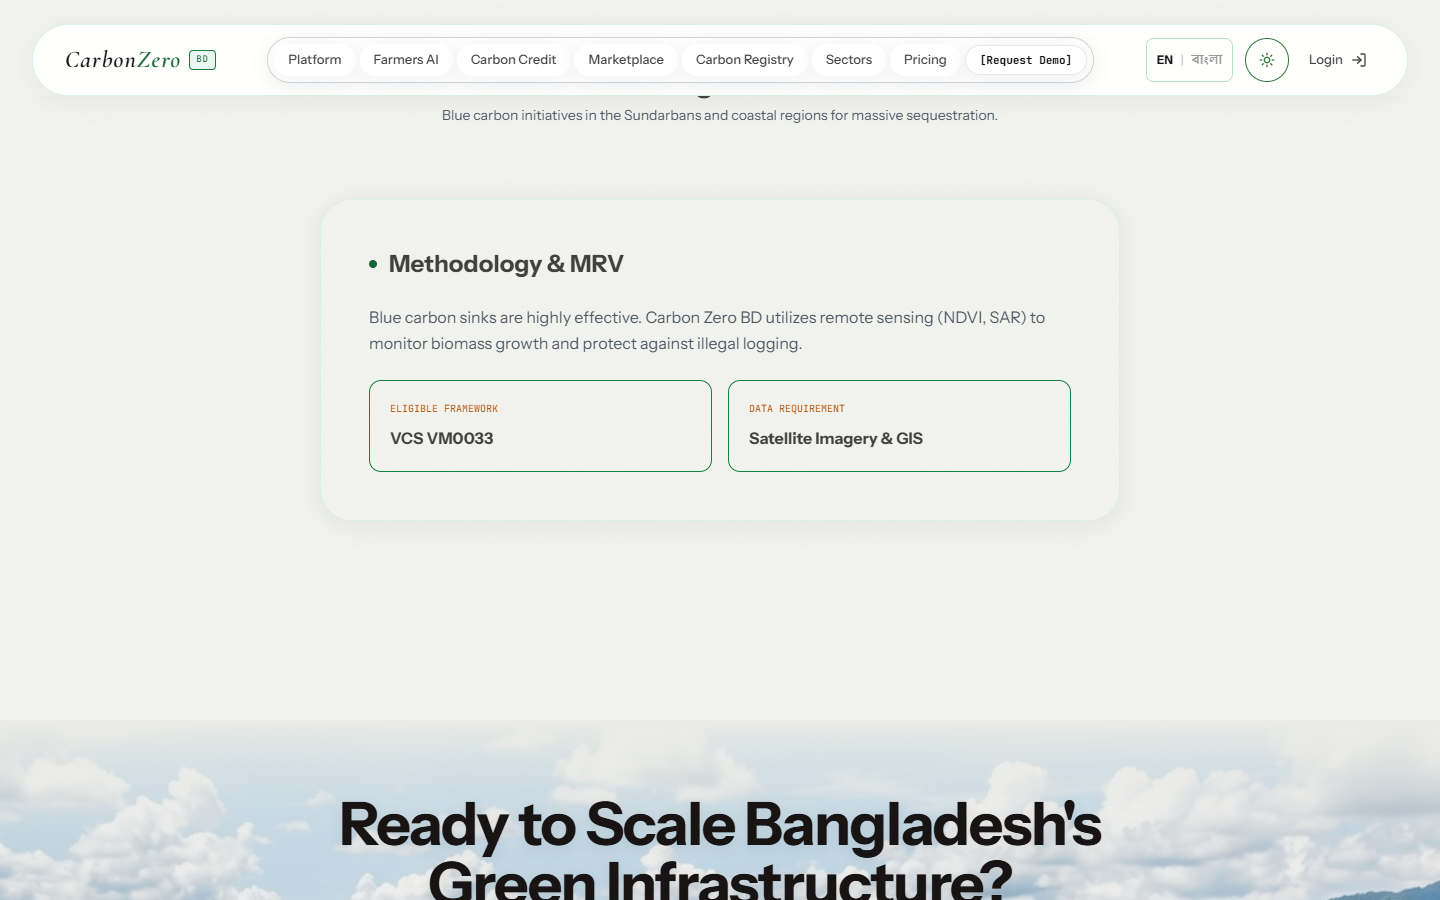 CarbonZero BD
Platform
Farmers AI
Carbon Credit
Marketplace
Carbon Registry
Sectors
Pricing
[Request Demo]
EN | বাংলা
Login
Blue carbon initiatives in the Sundarbans and coastal regions for massive sequestration.
Methodology & MRV
Blue carbon sinks are highly effective. Carbon Zero BD utilizes remote sensing (NDVI, SAR) to
monitor biomass growth and protect against illegal logging.
ELIGIBLE FRAMEWORK
VCS VM0033
DATA REQUIREMENT
Satellite Imagery & GIS
Ready to Scale Bangladesh's
Green Infrastructure?